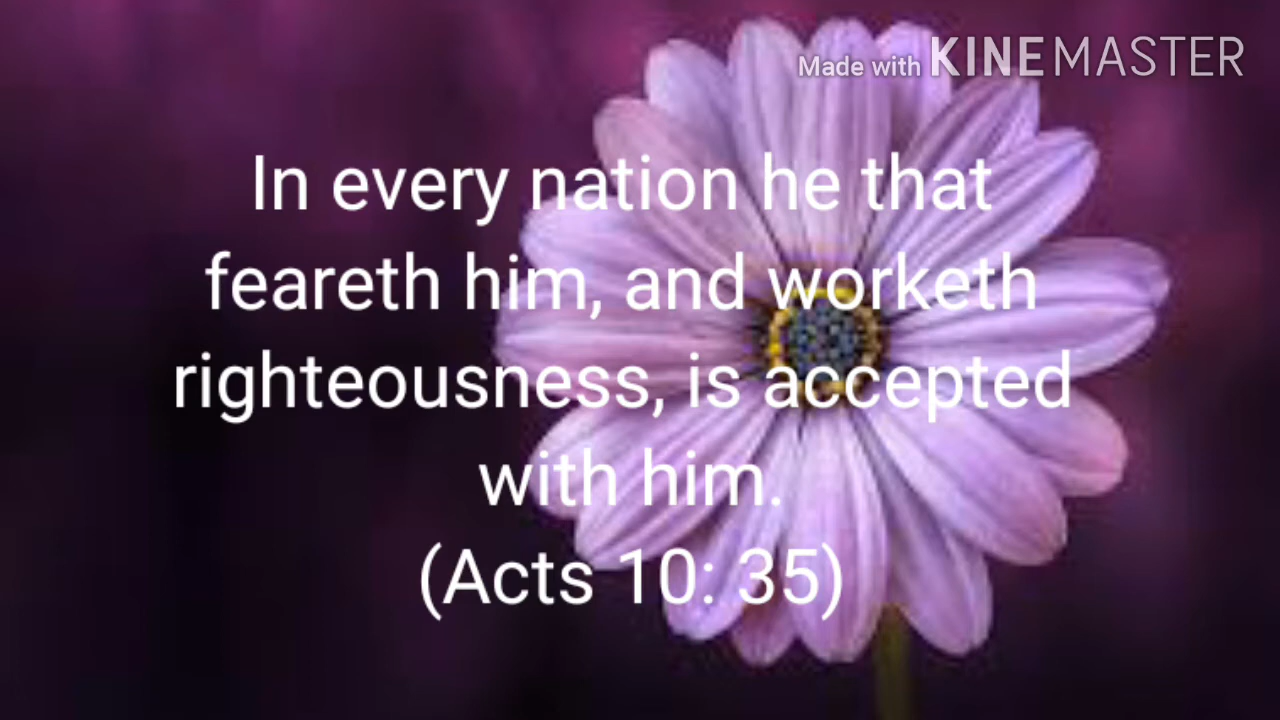 Made with KINEMASTER
In every nation he that
feareth him, and worketh
righteousness, is accepted
with him.
(Acts 10: 35)